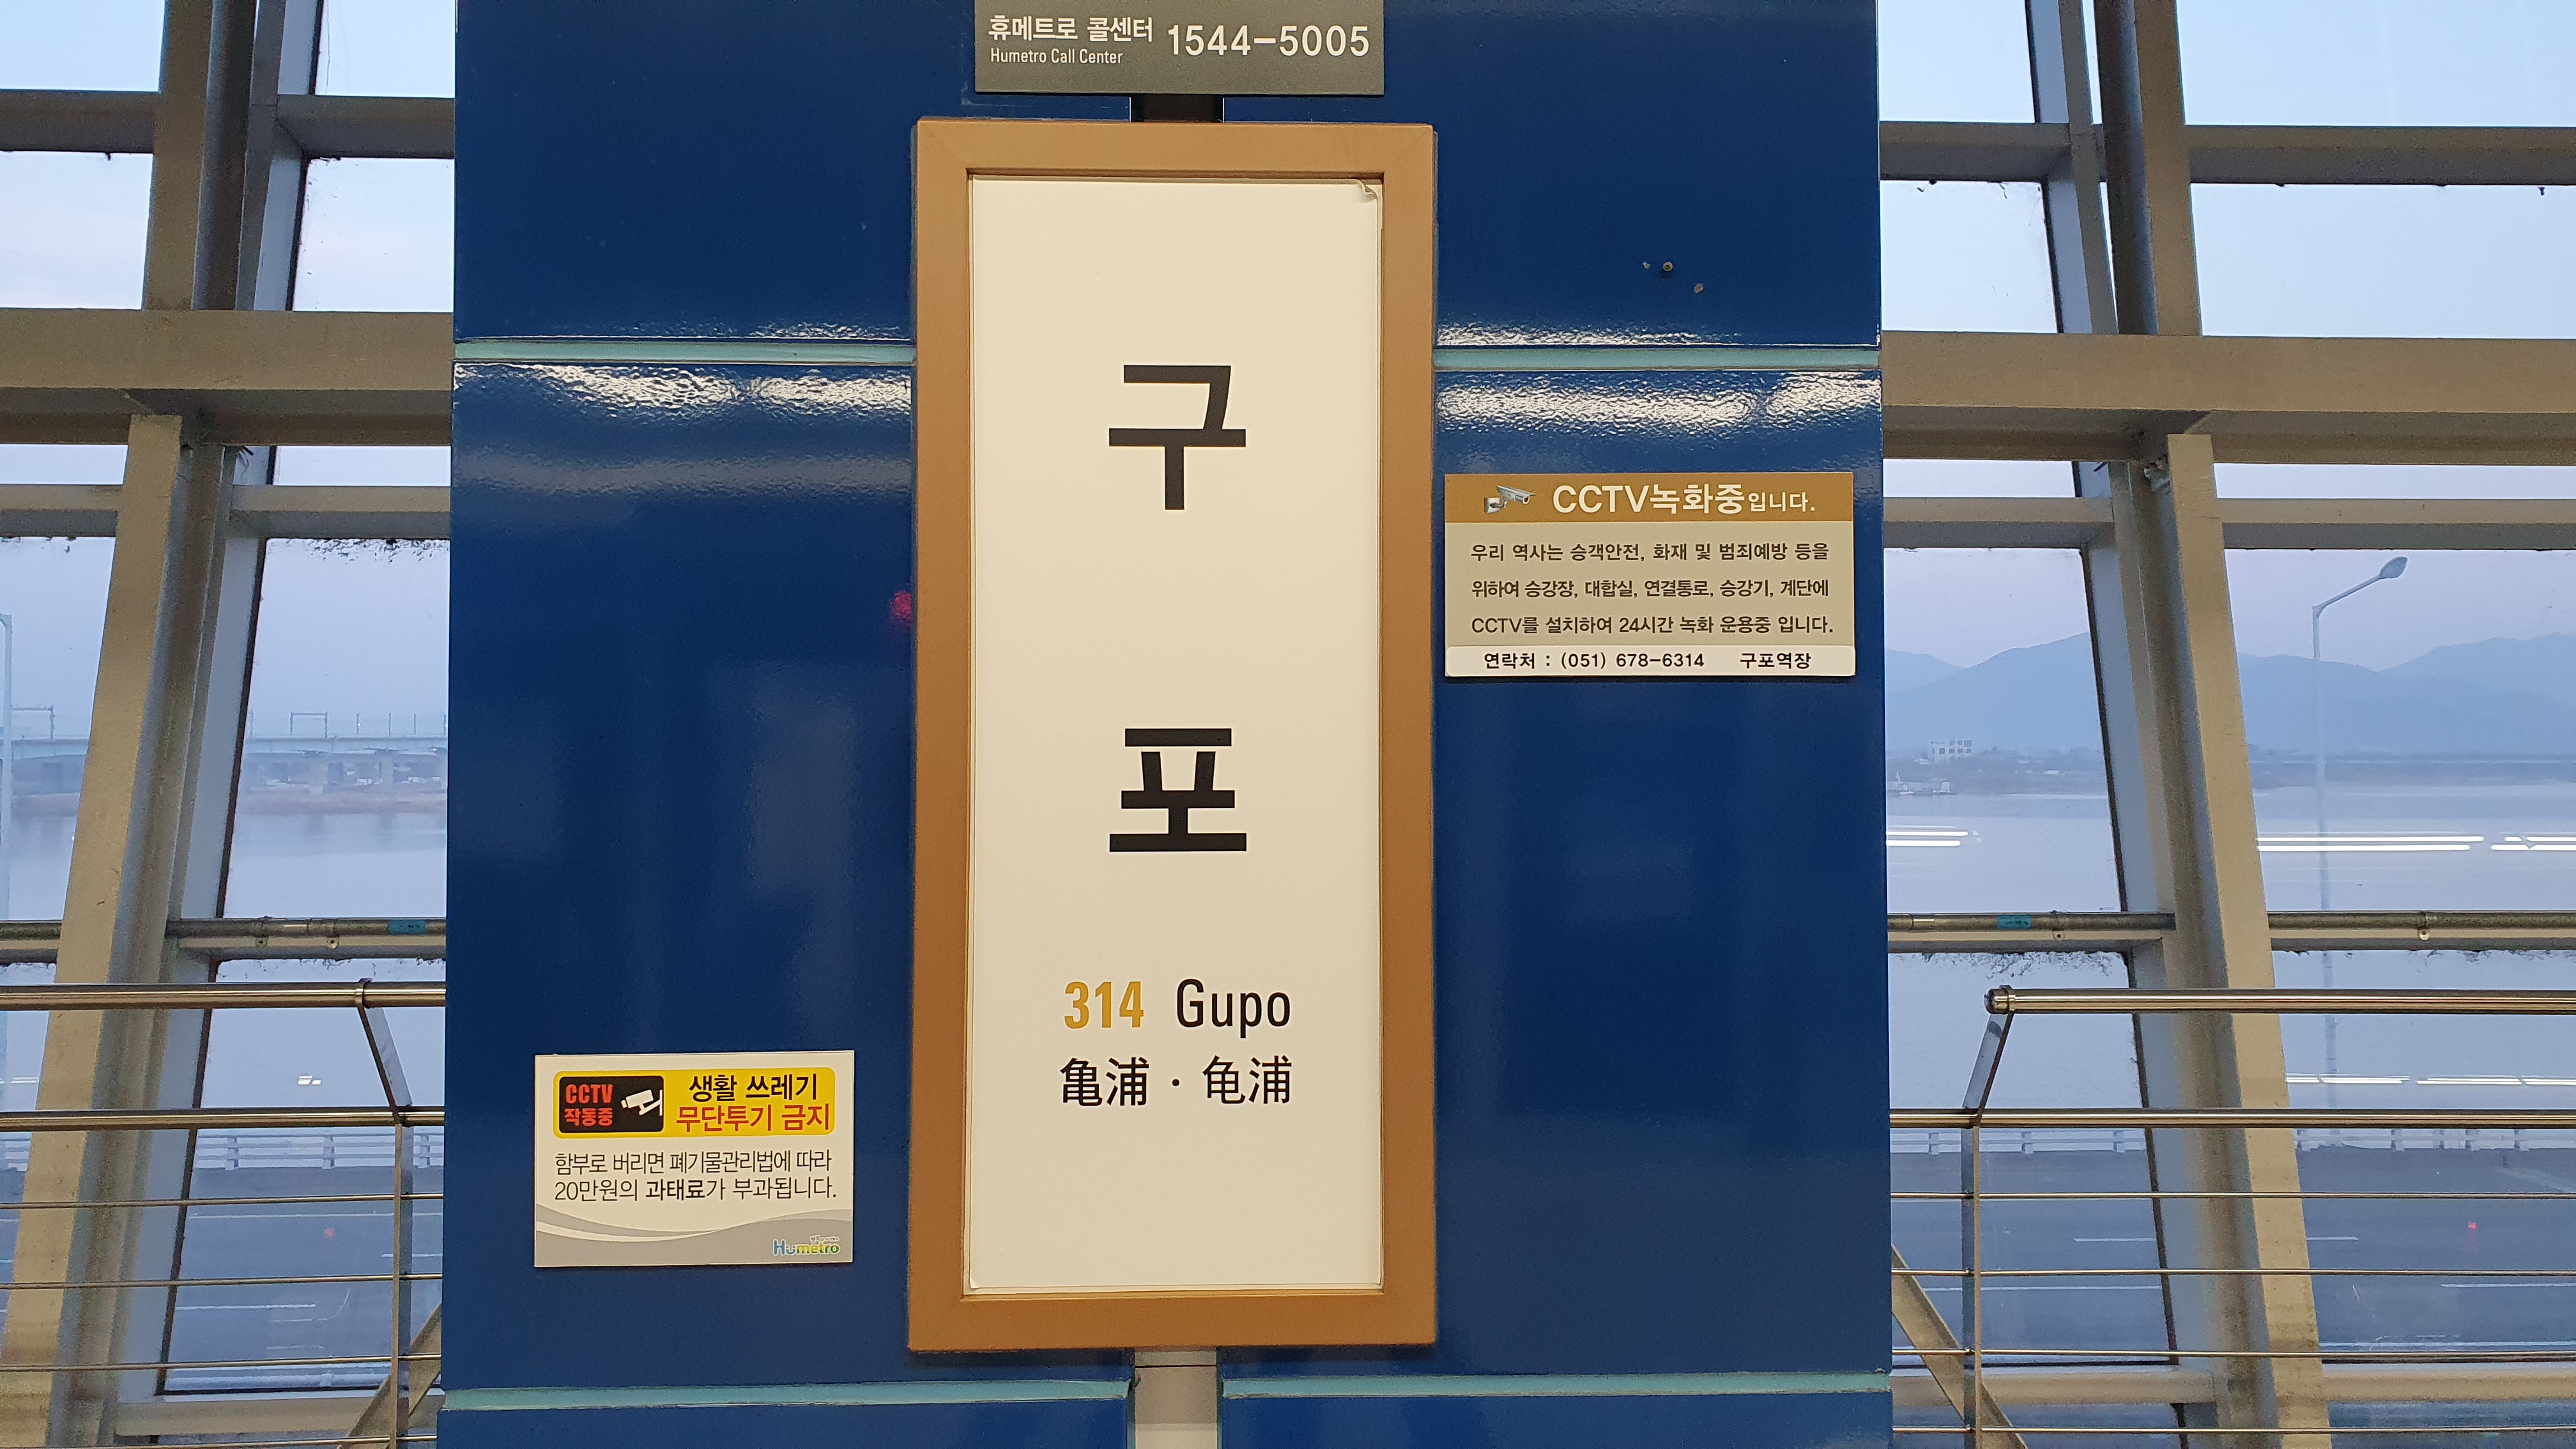 휴메트로 콜센터 1544-5005
Humetro Call Center
구
포
314 Gupo
亀浦 · 龟浦
CCTV녹화중입니다.
우리 역사는 승객안전, 화재 및 범죄예방 등을
위하여 승강장, 대합실, 연결통로, 승강기, 계단에
CCTV를 설치하여 24시간 녹화 운용중 입니다.
연락처 : (051) 678-6314 구포역장
CCTV
작동중
생활 쓰레기
무단투기 금지
함부로 버리면 폐기물관리법에 따라
20만원의 과태료가 부과됩니다.
Humetro